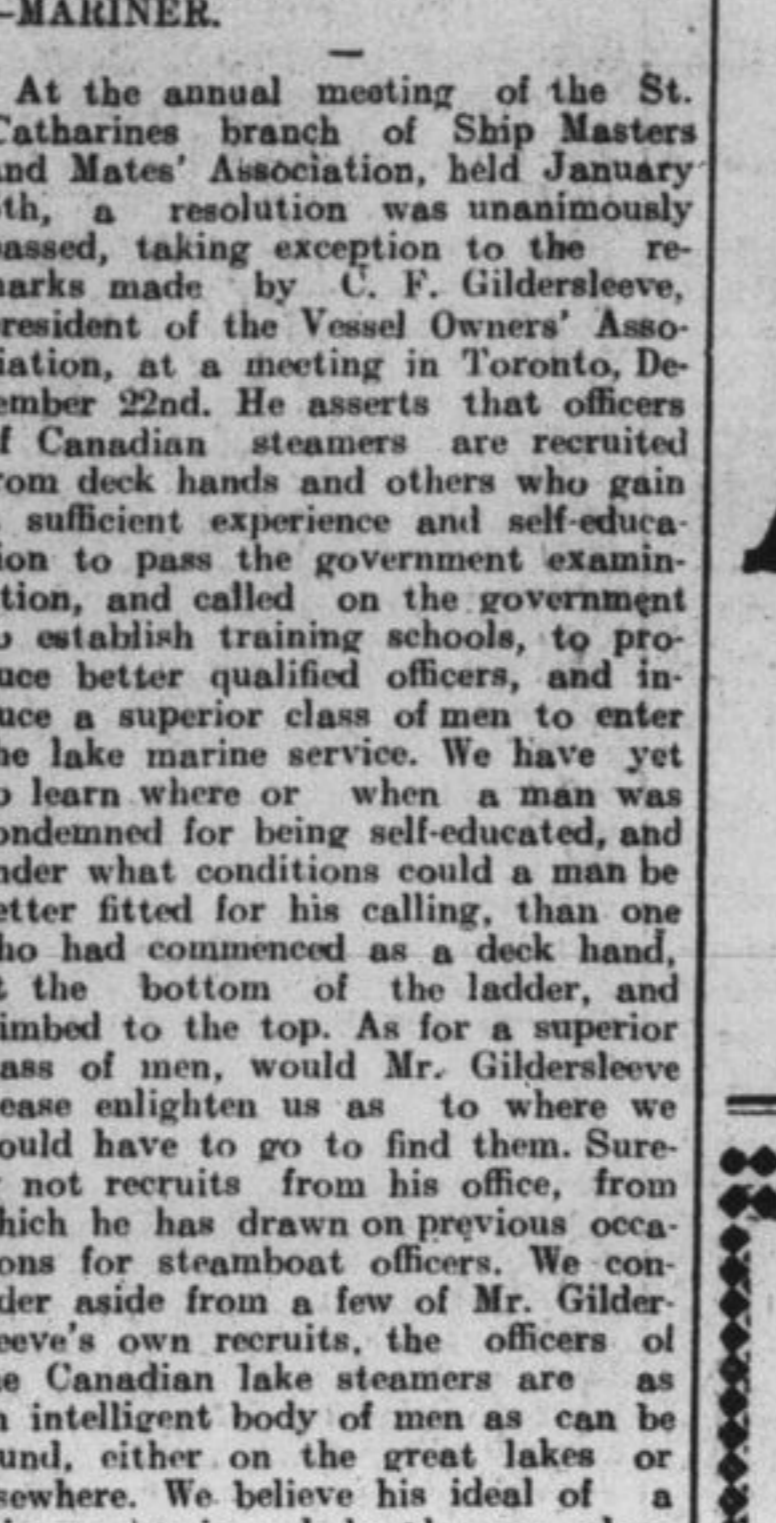 -MARINER.
At the annual meeting of the St.
Catharines branch of Ship Masters
and Mates' Association, held January
th, a resolution was unanimously
passed, taking exception to the re-
marks made by C. F. Gildersleeve,
resident of the Vessel Owners' Asso-
iation, at a meeting in Toronto, De-
ember 22nd. He asserts that officers
f Canadian steamers are recruited
rom deck hands and others who gain
sufficient experience and self-educa-
ion to pass the government examin-
tion, and called on the government
o establish training schools, to pro-
uce better qualified officers, and in-
uce a superior class of men to enter
he lake marine service. We have yet
o learn where or when a man was
ondemned for being self-educated, and
nder what conditions could a man be
etter fitted for his calling, than one
ho had commenced as a deck hand,
t the bottom of the ladder, and
imbed to the top. As for a superior
ass of men, would Mr. Gildersleeve
ease enlighten us as to where we
ould have to go to find them. Sure-
not recruits from his office, from
hich he has drawn on previous occa-
ons for steamboat officers. We con-
der aside from a few of Mr. Gilder-
eeve's own recruits, the officers of
e Canadian lake steamers are as
n intelligent body of men as can be
und, either on the great lakes or
sewhere. We believe his ideal of a